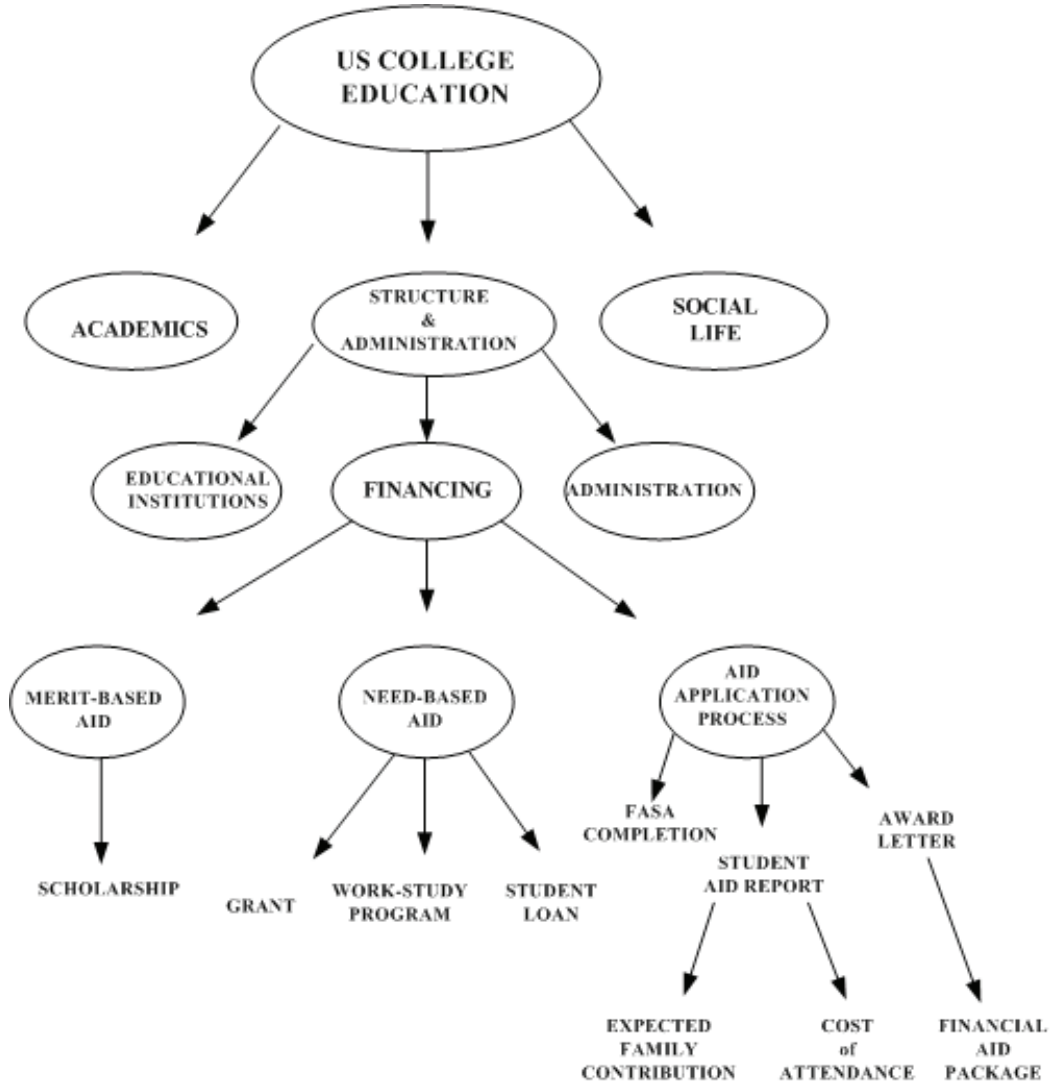 US COLLEGE
EDUCATION
ACADEMICS
STRUCTURE
&
ADMINISTRATION
SOCIAL
LIFE
EDUCATIONAL
INSTITUTIONS
FINANCING
ADMINISTRATION
MERIT-BASED
AID
NEED-BASED
AID
AID
APPLICATION
PROCESS
SCHOLARSHIP
GRANT
WORK-STUDY
PROGRAM
STUDENT
LOAN
FASA
COMPLETION
STUDENT
AID REPORT
AWARD
LETTER
EXPECTED
FAMILY
CONTRIBUTION
COST
of
ATTENDANCE
FINANCIAL
AID
PACKAGE